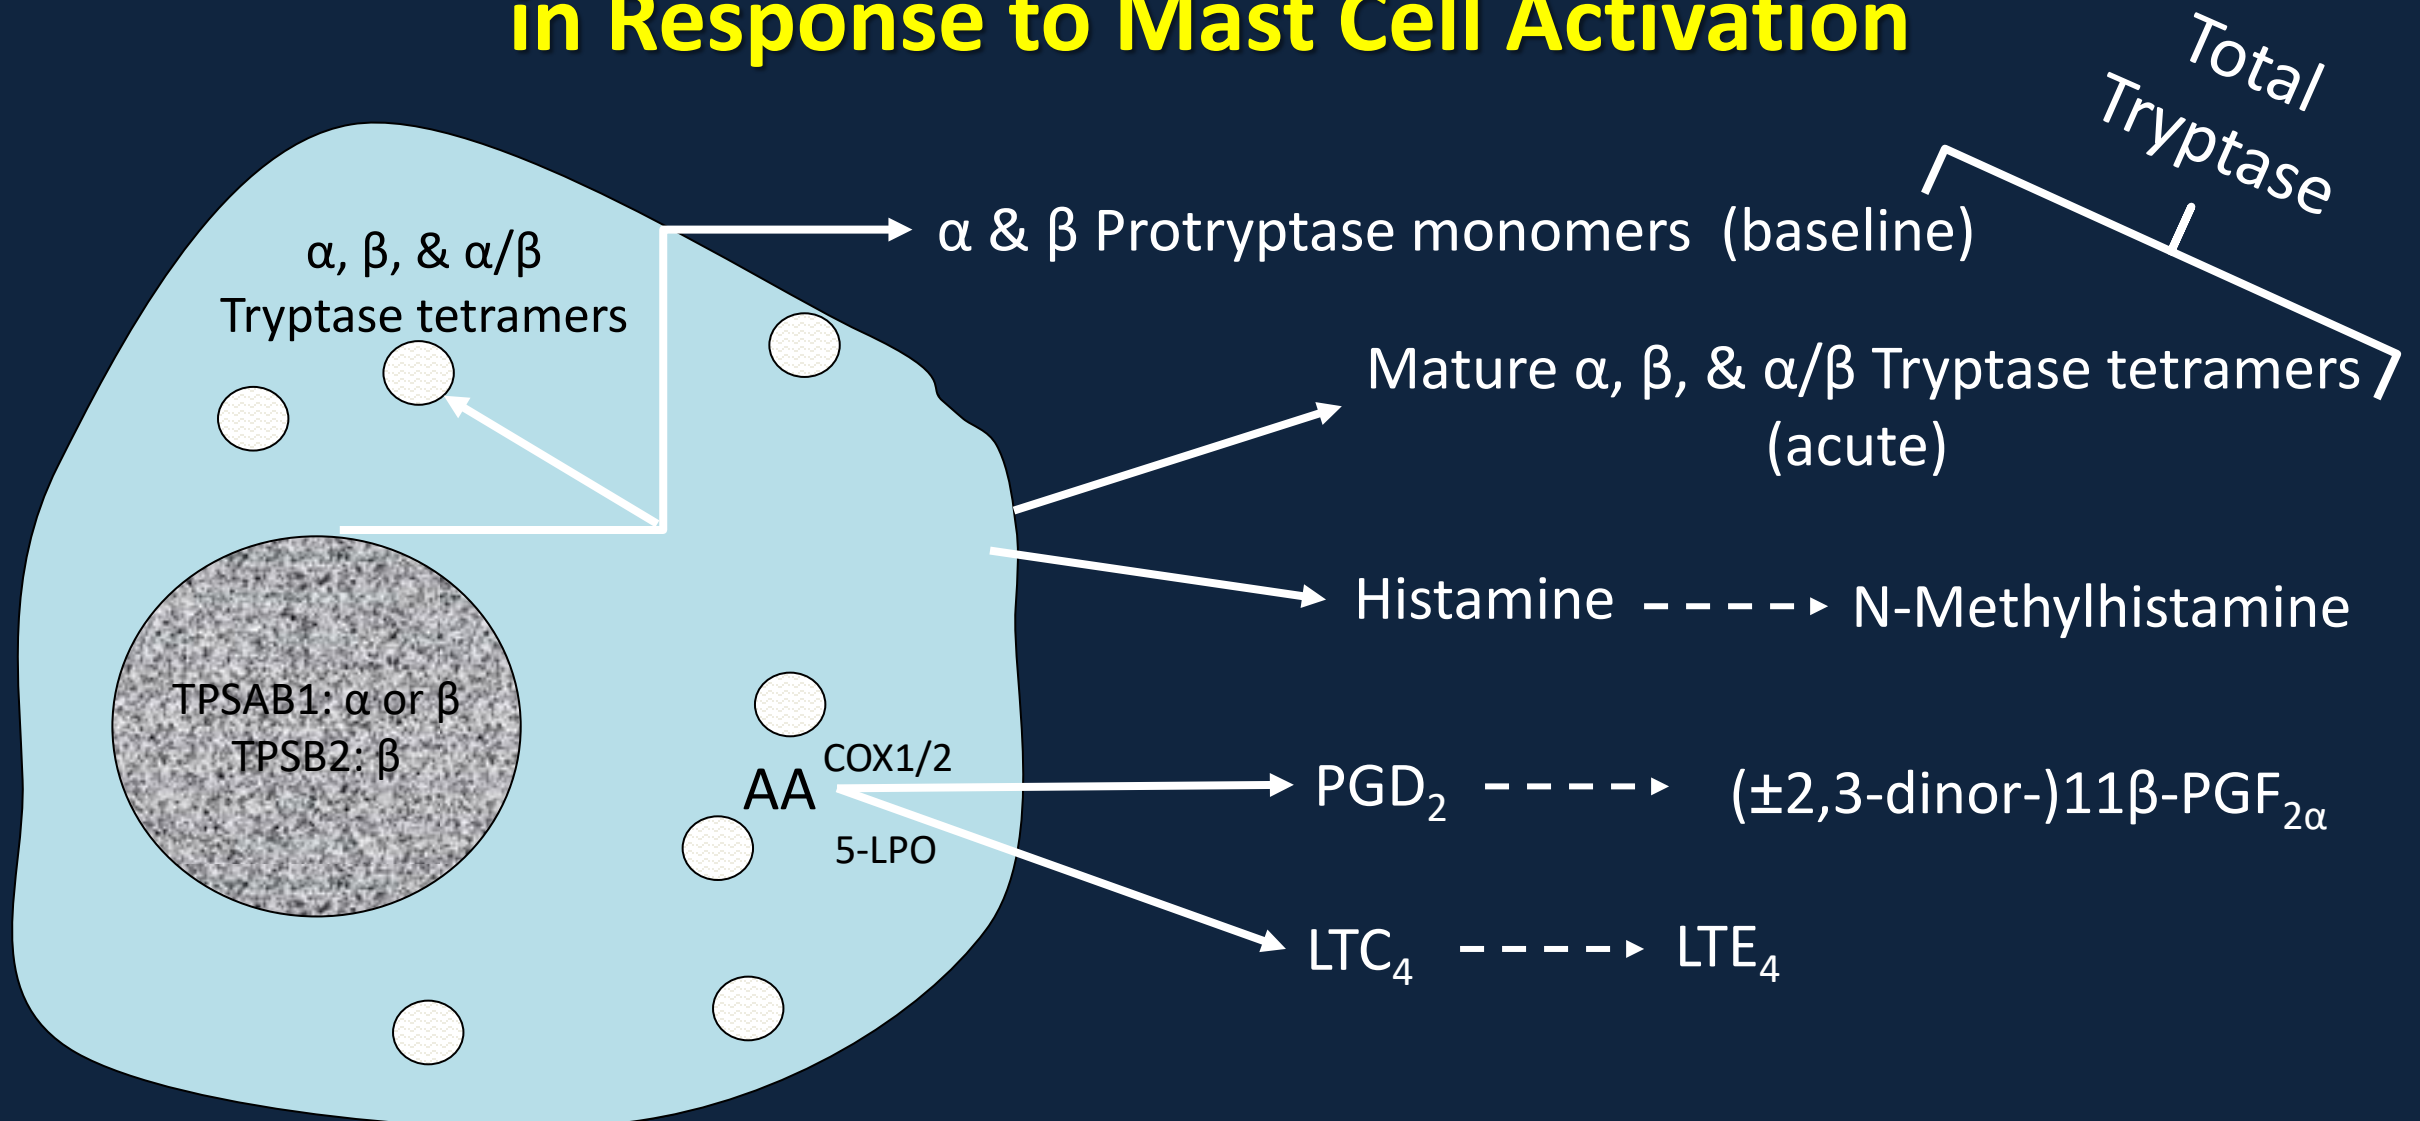 in Response to Mast Cell Activation
Total
Tryptase
α & β Protryptase monomers (baseline)
α, β, & α/β
Tryptase tetramers
Mature α, β, & α/β Tryptase tetramers
(acute)
Histamine
N-Methylhistamine
TPSAB1: α or β
TPSB2: β
COX1/2
AA
5-LPO
PGD₂
(±2,3-dinor-)11β-PGF₂α
LTC₄
LTE₄